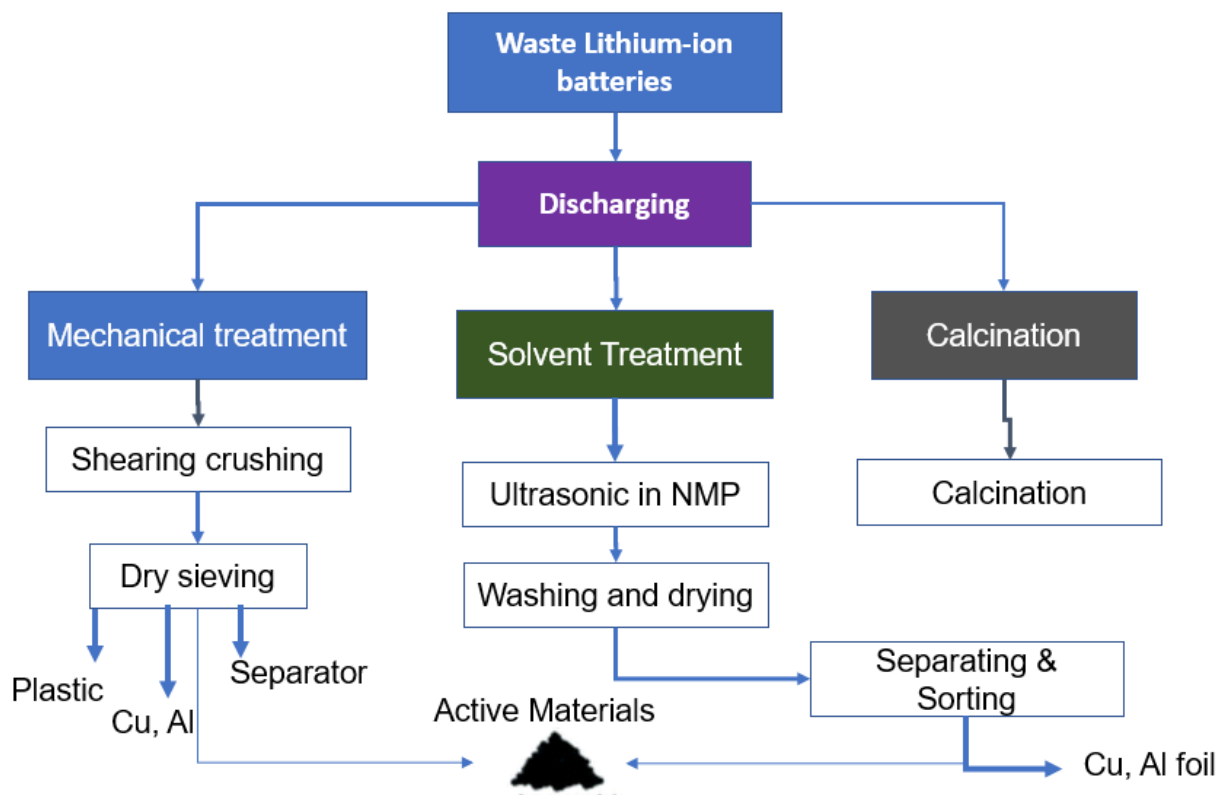 Waste Lithium-ion
batteries
Discharging
Mechanical treatment
Solvent Treatment
Calcination
Shearing crushing
Ultrasonic in NMP
Calcination
Dry sieving
Washing and drying
Plastic
Cu, Al
Separator
Separating &
Sorting
Active Materials
Cu, Al foil